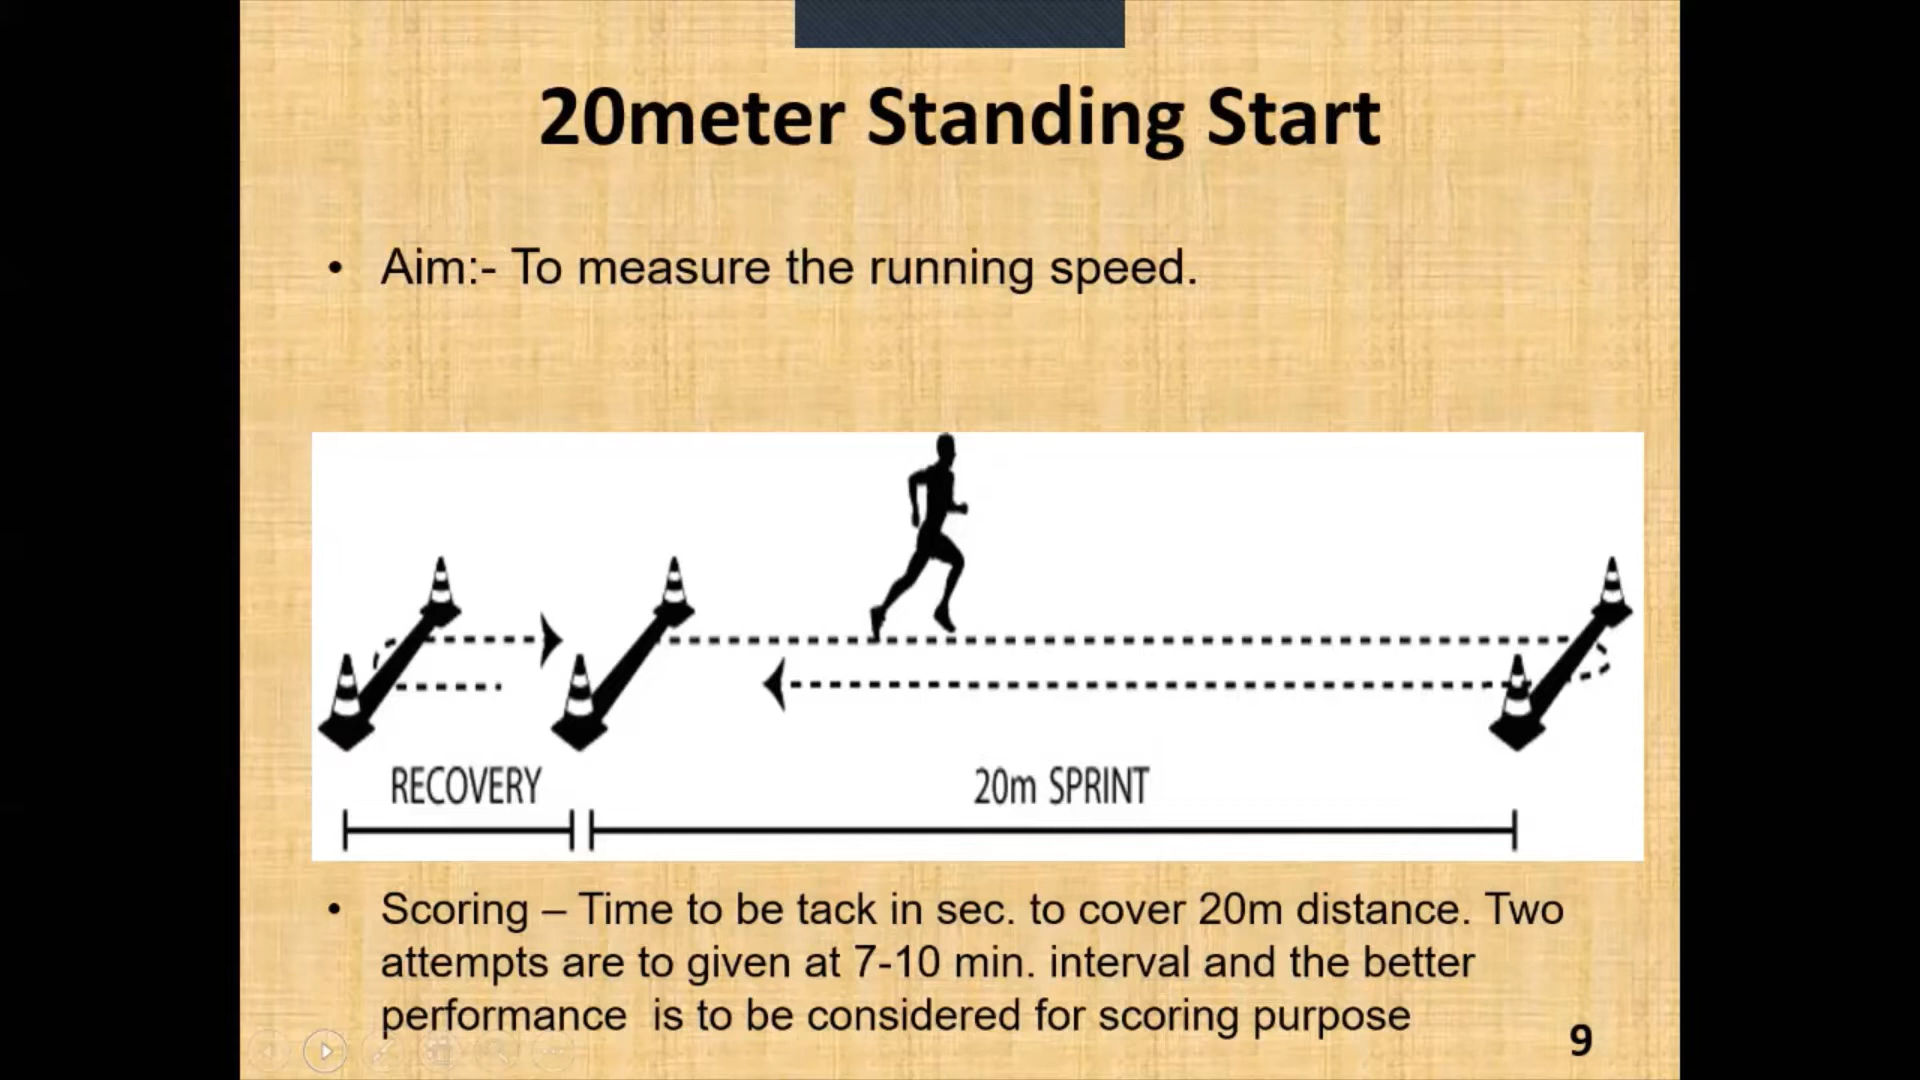 20meter Standing Start
• Aim:- To measure the running speed.
RECOVERY
20m SPRINT
• Scoring – Time to be tack in sec. to cover 20m distance. Two
attempts are to given at 7-10 min. interval and the better
performance  is to be considered for scoring purpose
9